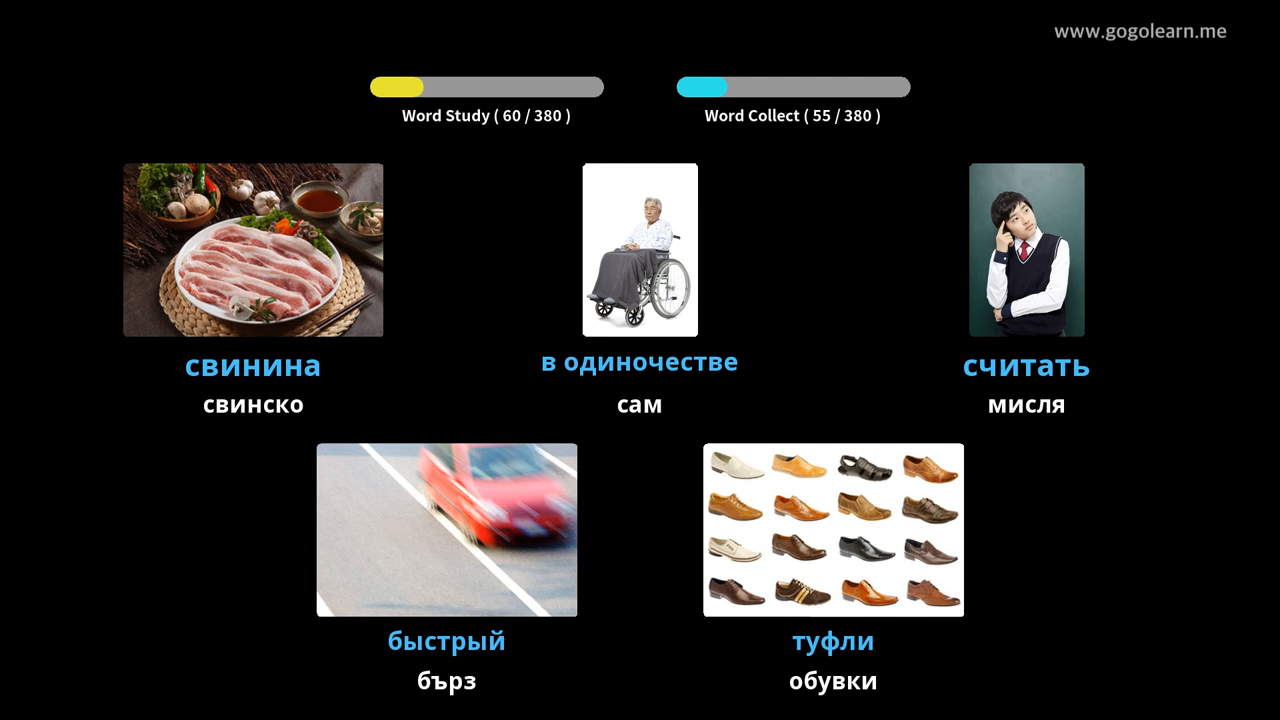 www.gogolearn.me
Word Study ( 60 / 380 )
Word Collect ( 55 / 380 )
свинина
свинско
в одиночестве
сам
считать
мисля
быстрый
бърз
туфли
обувки